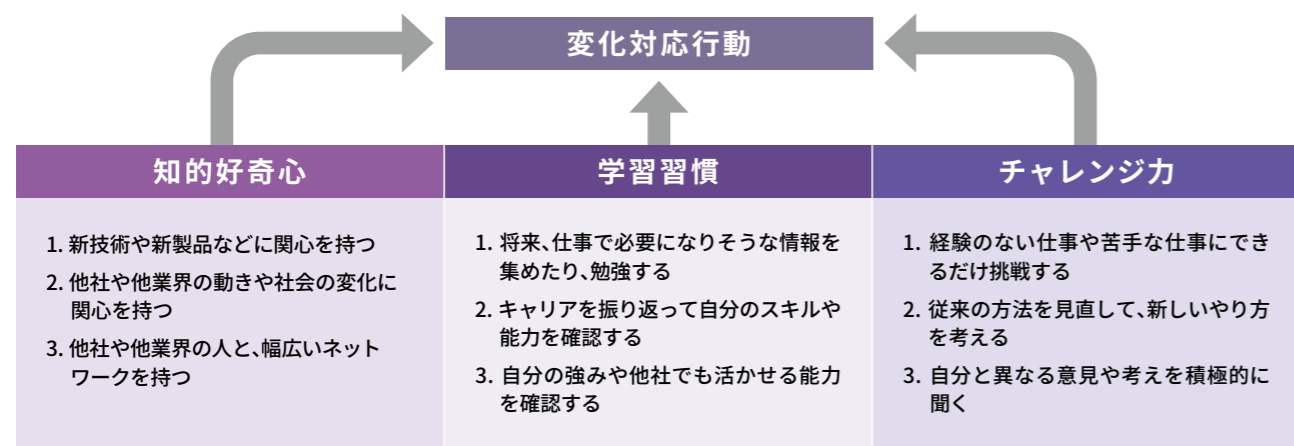 変化対応行動
知的好奇心
1. 新技術や新製品などに関心を持つ
2. 他社や他業界の動きや社会の変化に
関心を持つ
3. 他社や他業界の人と、幅広いネット
ワークを持つ
学習習慣
1. 将来、仕事で必要になりそうな情報を
集めたり、勉強する
2. キャリアを振り返って自分のスキルや
能力を確認する
3. 自分の強みや他社でも活かせる能力
を確認する
チャレンジ力
1. 経験のない仕事や苦手な仕事にでき
るだけ挑戦する
2. 従来の方法を見直して、新しいやり方
を考える
3. 自分と異なる意見や考えを積極的に
聞く